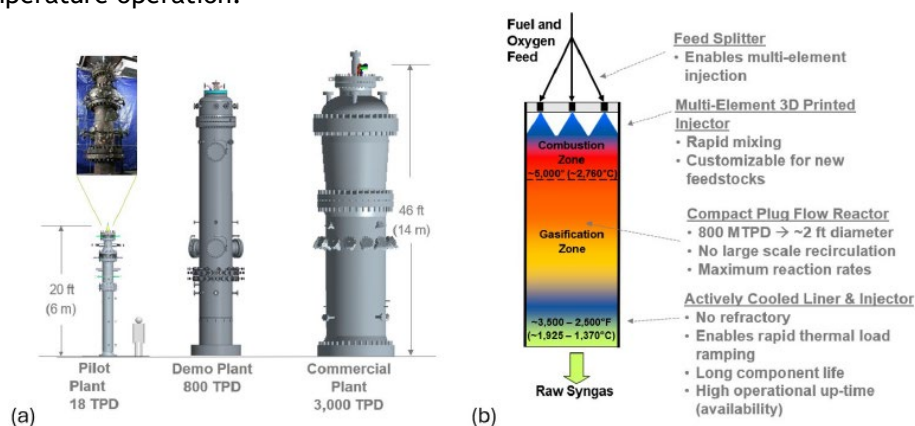 perature operation.
20 ft
(6 m)
46 ft
(14 m)
Pilot
Plant
18 TPD
Demo Plant
800 TPD
Commercial
Plant
3,000 TPD
(a)
Fuel and
Oxygen
Feed
Combustion
Zone
~5,000° (~2,760°C)
Gasification
Zone
~3,500 – 2,500°F
(~1,925 – 1,370°C)
Raw Syngas
(b)
Feed Splitter
• Enables multi-element
injection
Multi-Element 3D Printed
Injector
• Rapid mixing
• Customizable for new
feedstocks
Compact Plug Flow Reactor
• 800 MTPD → ~2 ft diameter
• No large scale recirculation
• Maximum reaction rates
Actively Cooled Liner & Injector
• No refractory
• Enables rapid thermal load
ramping
• Long component life
• High operational up-time
(availability)